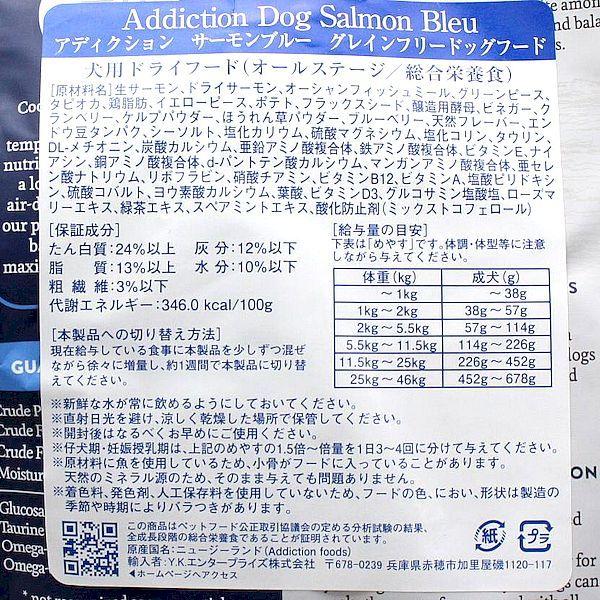 Addiction Dog Salmon Bleu
アディクション サーモンブルー グレインフリードッグフード
犬用ドライフード(オールステージ/総合栄養食)
[原材料名]生サーモン、ドライサーモン、オーシャンフィッシュミール、グリーンピース、
タピオカ、鶏脂肪、イエローピース、ポテト、フラックスシード、醸造用酵母、ビネガー、ク
ランベリー、ケルプパウダー、ほうれん草パウダー、ブルーベリー、天然フレーバー、エン
ドウ豆タンパク、シーソルト、塩化カリウム、硫酸マグネシウム、塩化コリン、タウリン、
DL-メチオニン、炭酸カルシウム、亜鉛アミノ酸複合体、鉄アミノ酸複合体、ビタミンE、ナイ
アシン、銅アミノ酸複合体、d-パントテン酸カルシウム、マンガンアミノ酸複合体、亜セレ
ン酸ナトリウム、リボフラビン、硝酸チアミン、ビタミンB12、ビタミンA、塩酸ピリドキシ
ン、硫酸コバルト、ヨウ素酸カルシウム、葉酸、ビタミンD3、グルコサミン塩酸塩、ローズマ
リーエキス、緑茶エキス、スペアミントエキス、酸化防止剤(ミックストコフェロール)
[保証成分]
たん白質:24%以上 灰分:12%以下
脂質:13%以上 水分:10%以下
粗繊維:3%以下
代謝エネルギー:346.0 kcal/100g
[本製品への切り替え方法]
現在給与している食事に本製品を少しずつ混ぜ
ながら徐々に増量し、約1週間で本製品に切り替
えてください。
[給与量の目安]
下表は「めやす」です。体調・体型等に注意
しながら与えてください。
体重(kg) 成犬(g)
～1kg ～38g
1kg～2kg 38g～57g
2kg～5.5kg 57g～114g
5.5kg～11.5kg 114g～226g
11.5kg～25kg 226g～452g
25kg～46kg 452g～678g
※新鮮な水が常に飲めるようにしておいてください。
※直射日光を避け、涼しく乾燥した場所で保管してください。
※開封後はなるべくお早めにご使用ください。
※仔犬期・妊娠授乳期は、上記のめやすの1.5倍～倍量を1日3～4回に分けて与えてください。
※原材料に魚を使用しているため、小骨がフードに入っていることがあります。
天然のミネラル源のため、そのまま与えても問題ありません。
※着色料、発色剤、人工保存料を使用していないため、フードの色、におい、形状は製造の
季節や時期によりバラつきがあります。
この商品はペットフード公正取引協議会の定める分析試験の結果、
全成長段階の総合栄養食であることが証明されています。
原産国名:ニュージーランド(Addiction foods)
輸入者:Y.K.エンタープライズ株式会社 〒678-0239 兵庫県赤穂市加里屋磯1120-117
◀ホームページへアクセス
紙
プラ
temp
nutri
a lo
air-d
our p
maxi
GUA
Crude P
Crude F
Crude F
Moistur
Glucosa
Taurine
Omega-
Omega-
dogs
ION
for